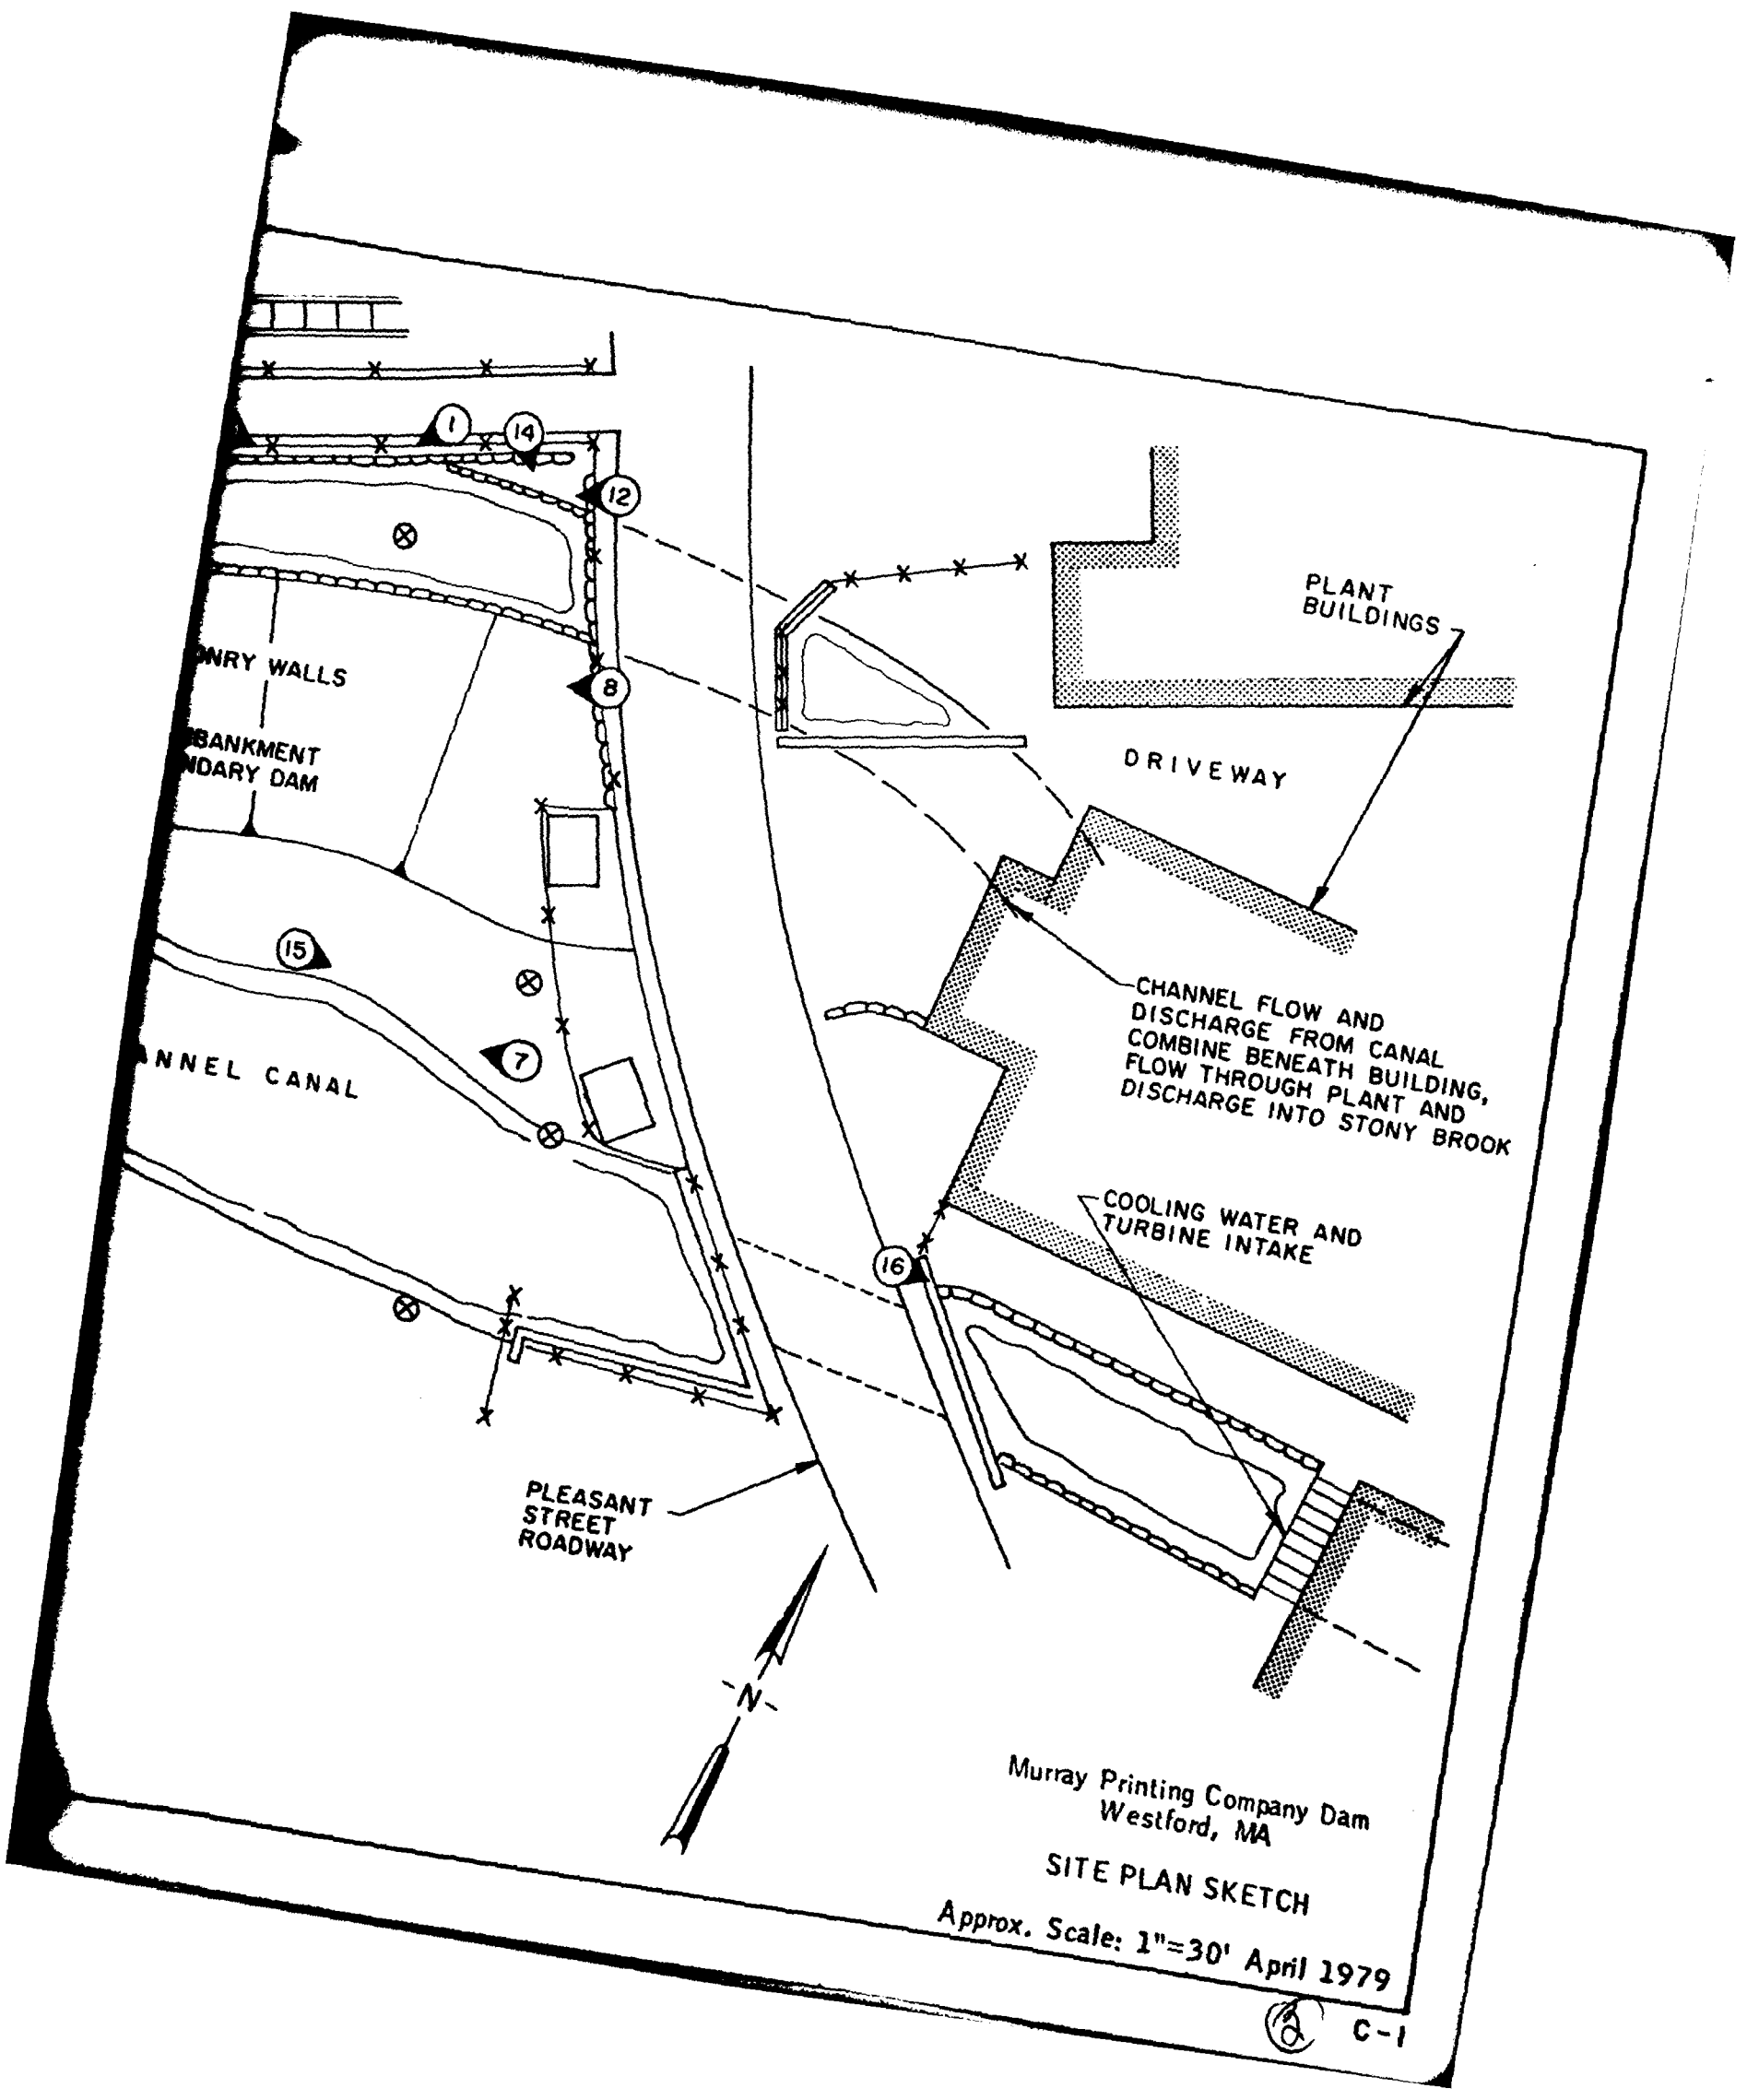 1
14
12
8
15
7
16
PLANT
BUILDINGS
NRY WALLS
BANKMENT
DARY DAM
DRIVEWAY
CHANNEL FLOW AND
DISCHARGE FROM CANAL
COMBINE BENEATH BUILDING,
FLOW THROUGH PLANT AND
DISCHARGE INTO STONY BROOK
NNEL CANAL
COOLING WATER AND
TURBINE INTAKE
PLEASANT
STREET
ROADWAY
N
Murray Printing Company Dam
Westford, MA
SITE PLAN SKETCH
Approx. Scale: 1"=30' April 1979
C-1